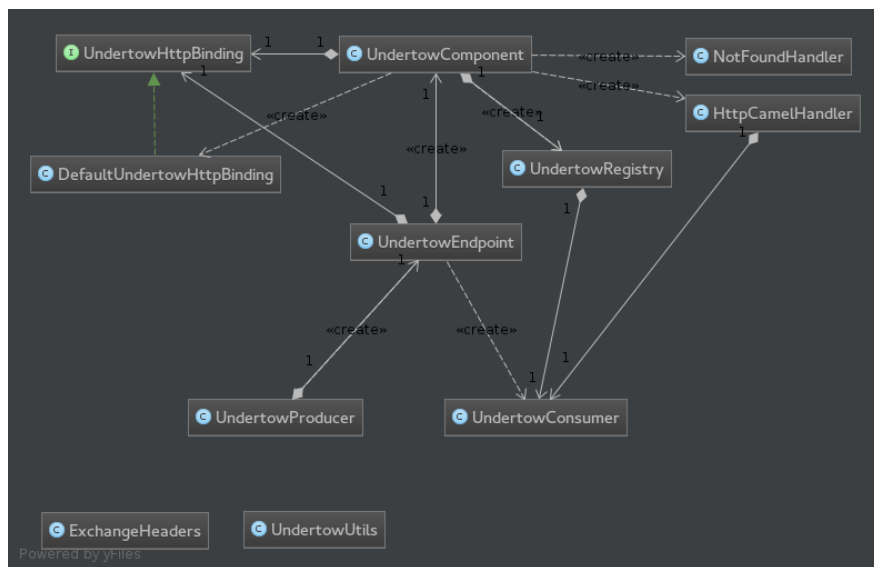 UndertowHttpBinding
1
1
UndertowComponent
«create»
NotFoundHandler
1
1
«create»
1
«create»
«create»
1
HttpCamelHandler
1
«create»
DefaultUndertowHttpBinding
UndertowRegistry
1
1
1
UndertowEndpoint
1
«create»
«create»
1
1
1
UndertowProducer
UndertowConsumer
ExchangeHeaders
UndertowUtils
Powered by yFiles